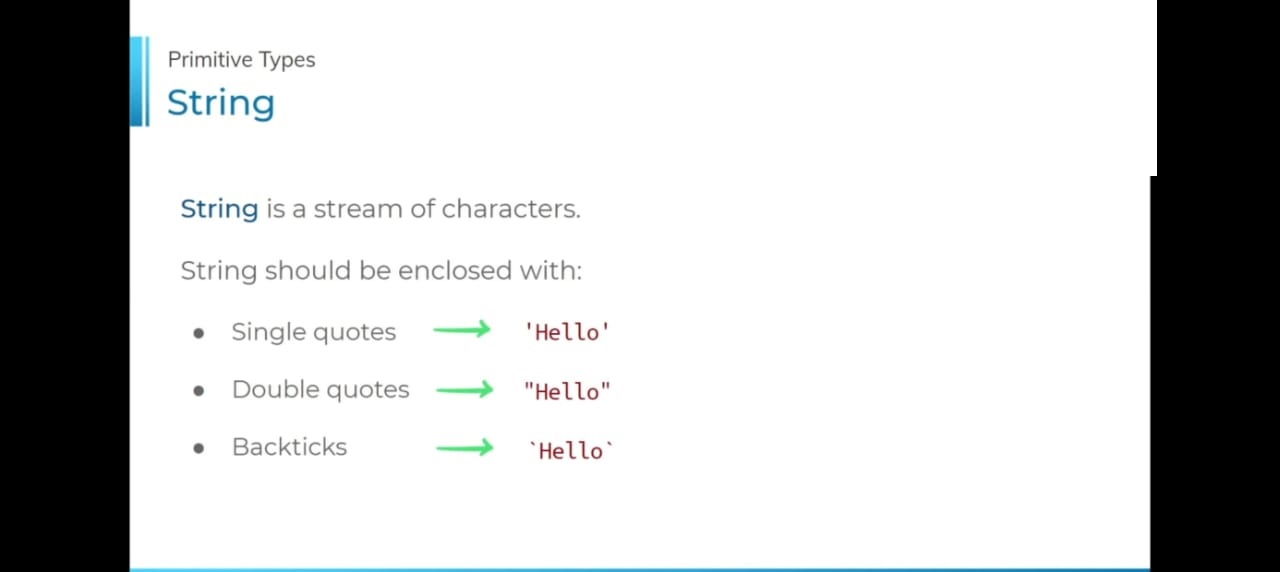 Primitive Types
String
String is a stream of characters.
String should be enclosed with:
● Single quotes → 'Hello'
● Double quotes → "Hello"
● Backticks → `Hello`